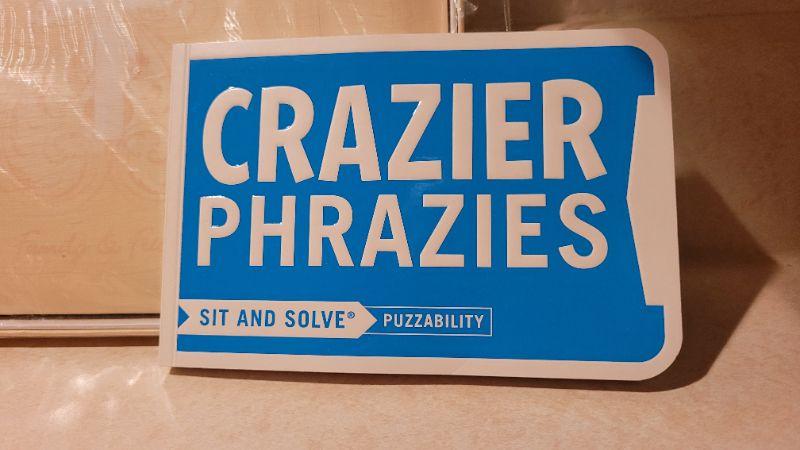 CRAZIER
PHRAZIES
SIT AND SOLVE® PUZZABILITY